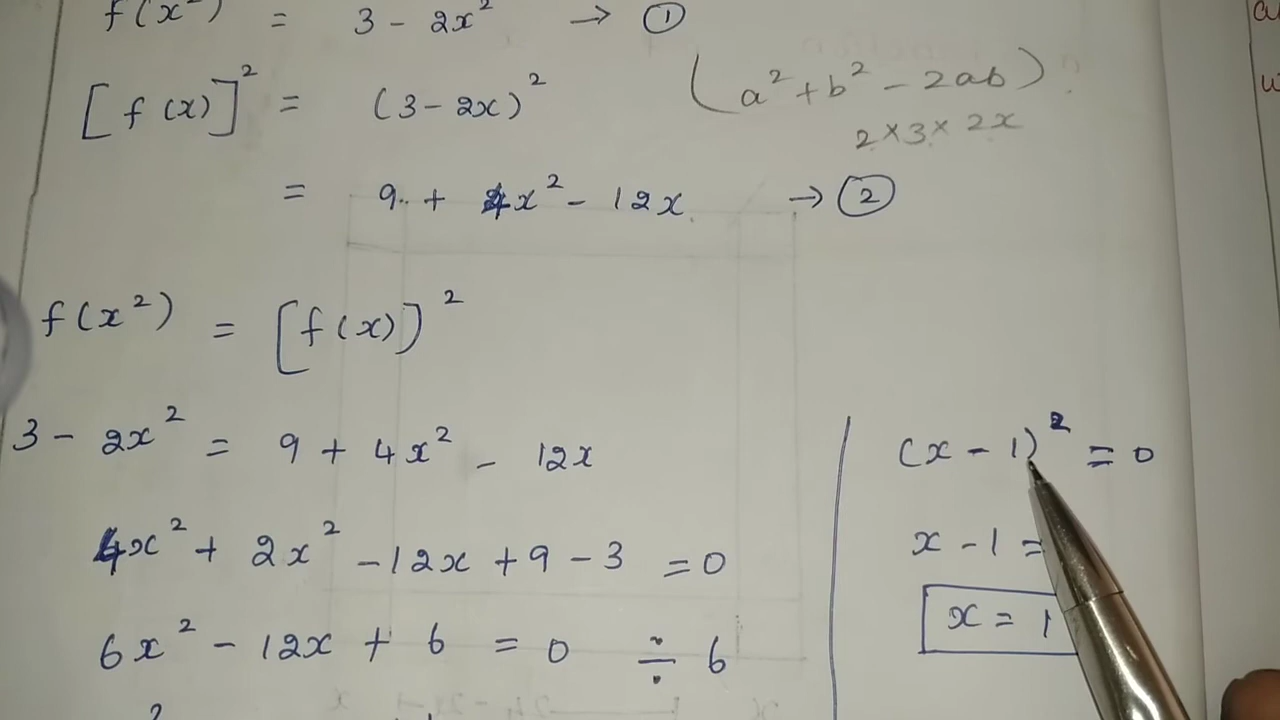 f(x²) = 3 - 2x² → ①
[f(x)]² = (3 - 2x)²
(a² + b² - 2ab)
2 × 3 × 2x
= 9 + 4x² - 12x → ②
f(x²) = [f(x)]²
3 - 2x² = 9 + 4x² - 12x
4x² + 2x² - 12x + 9 - 3 = 0
6x² - 12x + 6 = 0 ÷ 6
(x - 1)² = 0
x - 1 =
x = 1